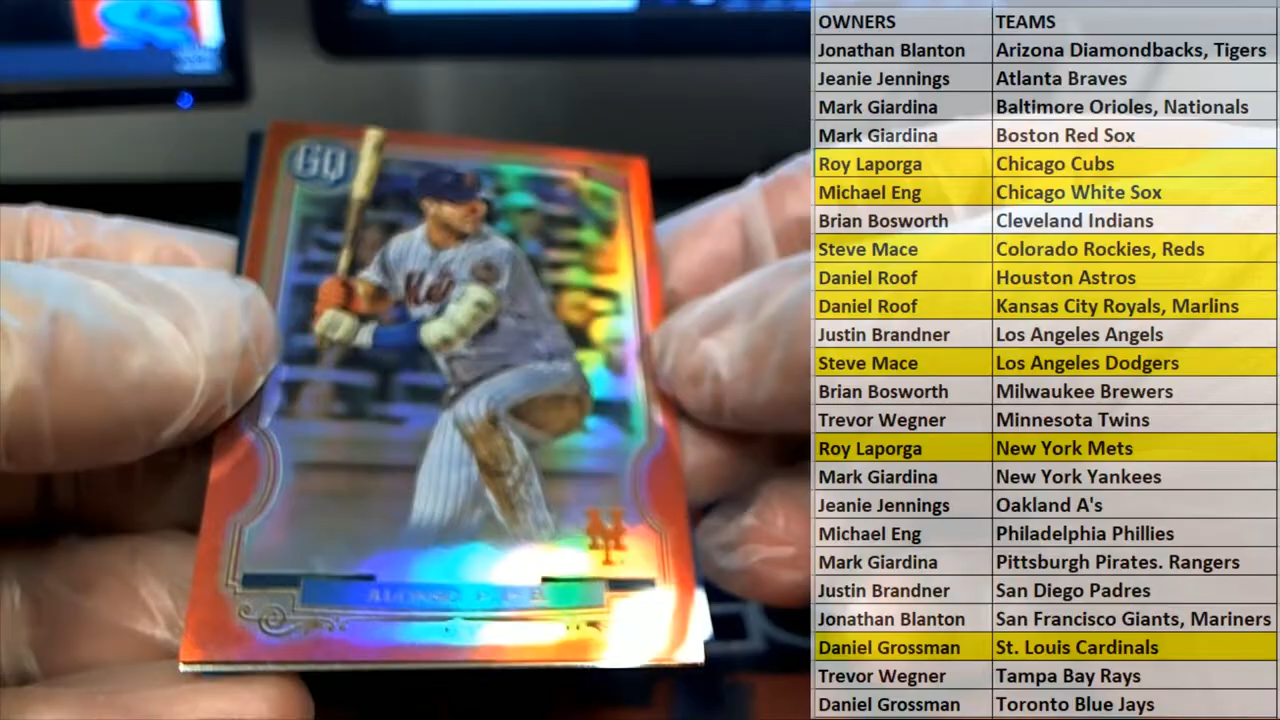 GQ
Mets
NY
ALONSO
OWNERS TEAMS
Jonathan Blanton Arizona Diamondbacks, Tigers
Jeanie Jennings Atlanta Braves
Mark Giardina Baltimore Orioles, Nationals
Mark Giardina Boston Red Sox
Roy Laporga Chicago Cubs
Michael Eng Chicago White Sox
Brian Bosworth Cleveland Indians
Steve Mace Colorado Rockies, Reds
Daniel Roof Houston Astros
Daniel Roof Kansas City Royals, Marlins
Justin Brandner Los Angeles Angels
Steve Mace Los Angeles Dodgers
Brian Bosworth Milwaukee Brewers
Trevor Wegner Minnesota Twins
Roy Laporga New York Mets
Mark Giardina New York Yankees
Jeanie Jennings Oakland A's
Michael Eng Philadelphia Phillies
Mark Giardina Pittsburgh Pirates. Rangers
Justin Brandner San Diego Padres
Jonathan Blanton San Francisco Giants, Mariners
Daniel Grossman St. Louis Cardinals
Trevor Wegner Tampa Bay Rays
Daniel Grossman Toronto Blue Jays